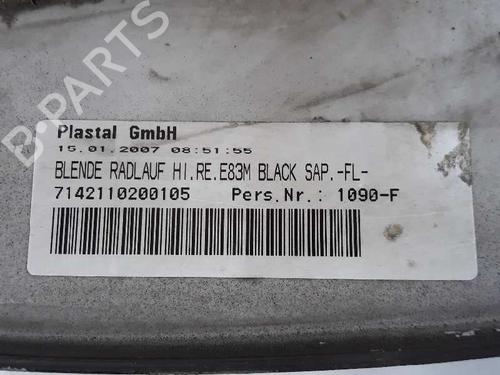 B-PARTS
Plastal GmbH
15.01.2007 08:51:55
BLENDE RADLAUF HI.RE.E83M BLACK SAP.-FL-
7142110200105 Pers.Nr.: 1090-F